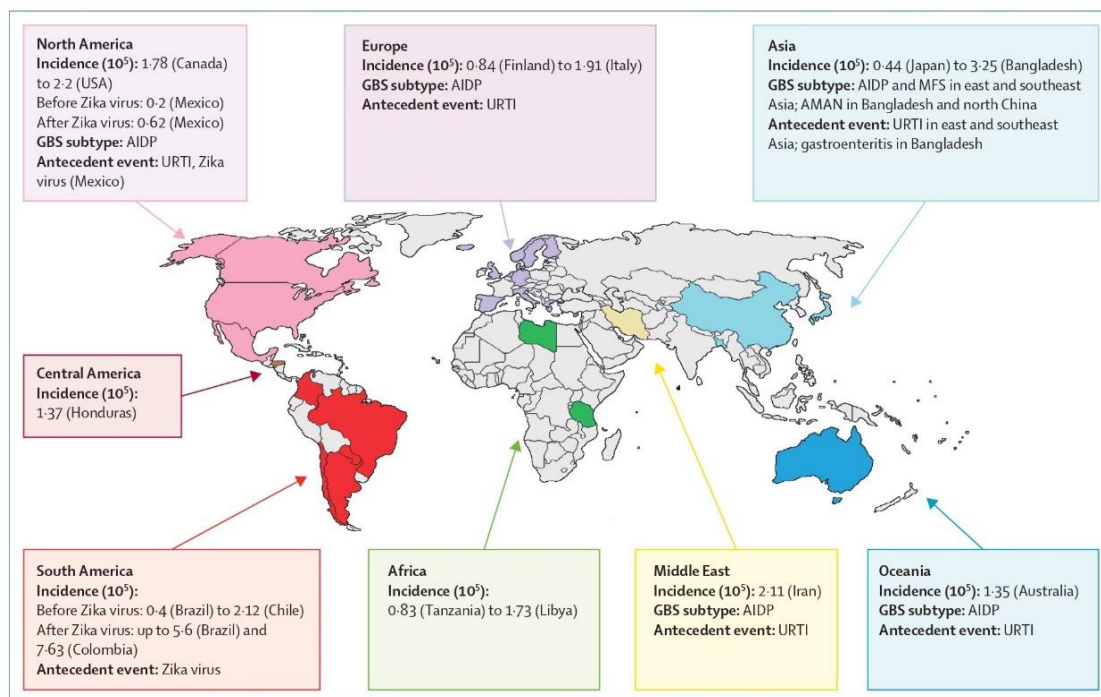 North America
Incidence (10⁵): 1·78 (Canada)
to 2·2 (USA)
Before Zika virus: 0·2 (Mexico)
After Zika virus: 0·62 (Mexico)
GBS subtype: AIDP
Antecedent event: URTI, Zika
virus (Mexico)
Europe
Incidence (10⁵): 0·84 (Finland) to 1·91 (Italy)
GBS subtype: AIDP
Antecedent event: URTI
Asia
Incidence (10⁵): 0·44 (Japan) to 3·25 (Bangladesh)
GBS subtype: AIDP and MFS in east and southeast
Asia; AMAN in Bangladesh and north China
Antecedent event: URTI in east and southeast
Asia; gastroenteritis in Bangladesh
Central America
Incidence (10⁵):
1·37 (Honduras)
South America
Incidence (10⁵):
Before Zika virus: 0·4 (Brazil) to 2·12 (Chile)
After Zika virus: up to 5·6 (Brazil) and
7·63 (Colombia)
Antecedent event: Zika virus
Africa
Incidence (10⁵):
0·83 (Tanzania) to 1·73 (Libya)
Middle East
Incidence (10⁵): 2·11 (Iran)
GBS subtype: AIDP
Antecedent event: URTI
Oceania
Incidence (10⁵): 1·35 (Australia)
GBS subtype: AIDP
Antecedent event: URTI